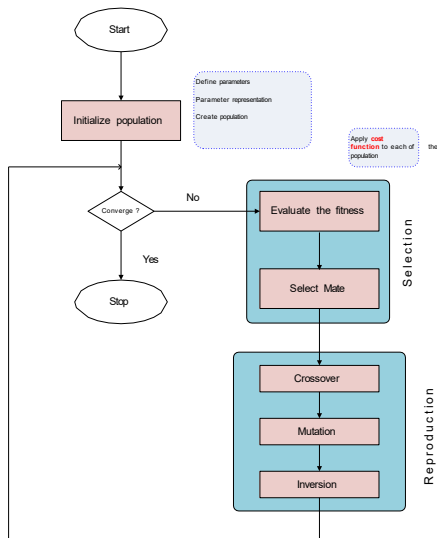 Start
Define parameters
Initialize population
Parameter representation
Create population
Apply cost
function to each of the
population
No
Converge ?
Evaluate the fitness
Selection
Yes
Stop
Select Mate
Crossover
Mutation
Reproduction
Inversion